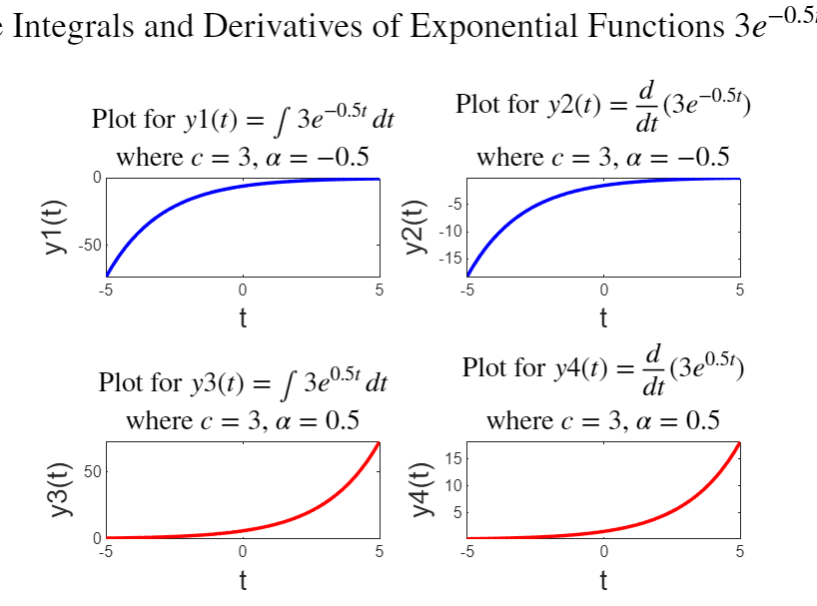 e Integrals and Derivatives of Exponential Functions 3e^{-0.5t}
Plot for y1(t) = ∫ 3e^{-0.5t} dt
where c = 3, α = −0.5
0
-50
y1(t)
-5 0 5
t
Plot for y2(t) = \frac{d}{dt}(3e^{-0.5t})
where c = 3, α = −0.5
-5
-10
-15
y2(t)
-5 0 5
t
Plot for y3(t) = ∫ 3e^{0.5t} dt
where c = 3, α = 0.5
50
0
y3(t)
-5 0 5
t
Plot for y4(t) = \frac{d}{dt}(3e^{0.5t})
where c = 3, α = 0.5
15
10
5
y4(t)
-5 0 5
t